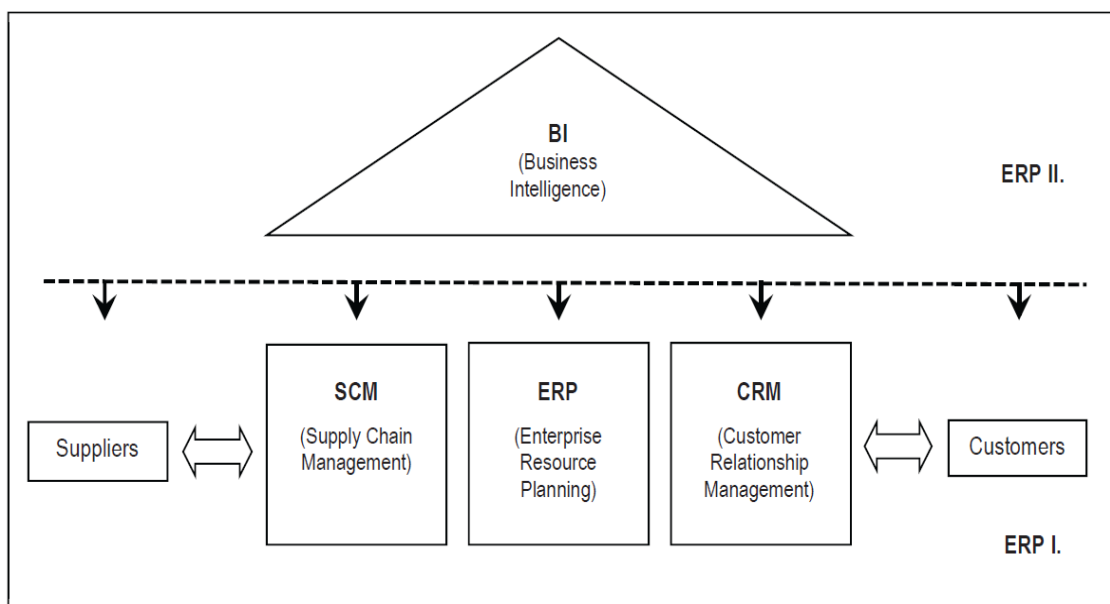 BI
(Business
Intelligence)
ERP II.
SCM
(Supply Chain
Management)
ERP
(Enterprise
Resource
Planning)
CRM
(Customer
Relationship
Management)
Suppliers
Customers
ERP I.